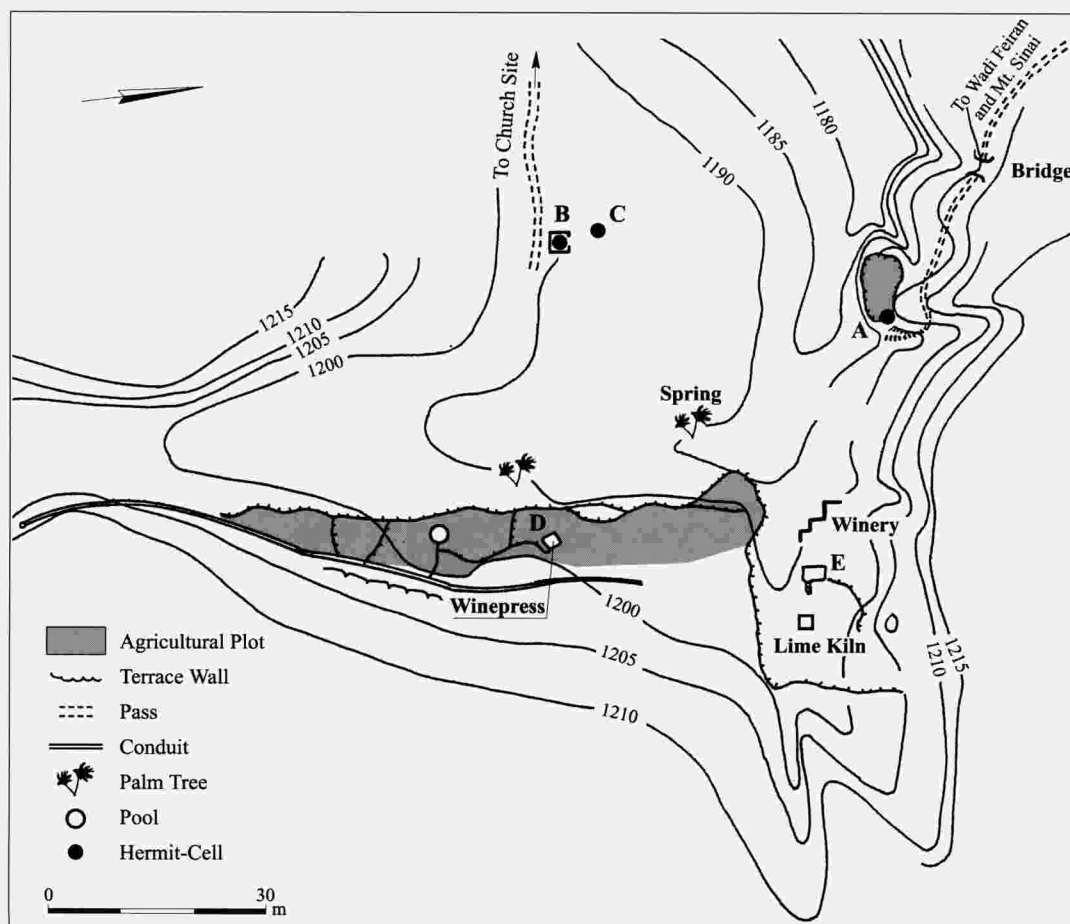 To Church Site
To Wadi Feiran
and Mt. Sinai
Bridge
1180
1185
1190
B
C
A
1215
1210
1205
1200
Spring
D
Winery
E
Winepress
1200
Lime Kiln
1205
1210
1215
1210
Agricultural Plot
Terrace Wall
Pass
Conduit
Palm Tree
Pool
Hermit-Cell
0
30
m